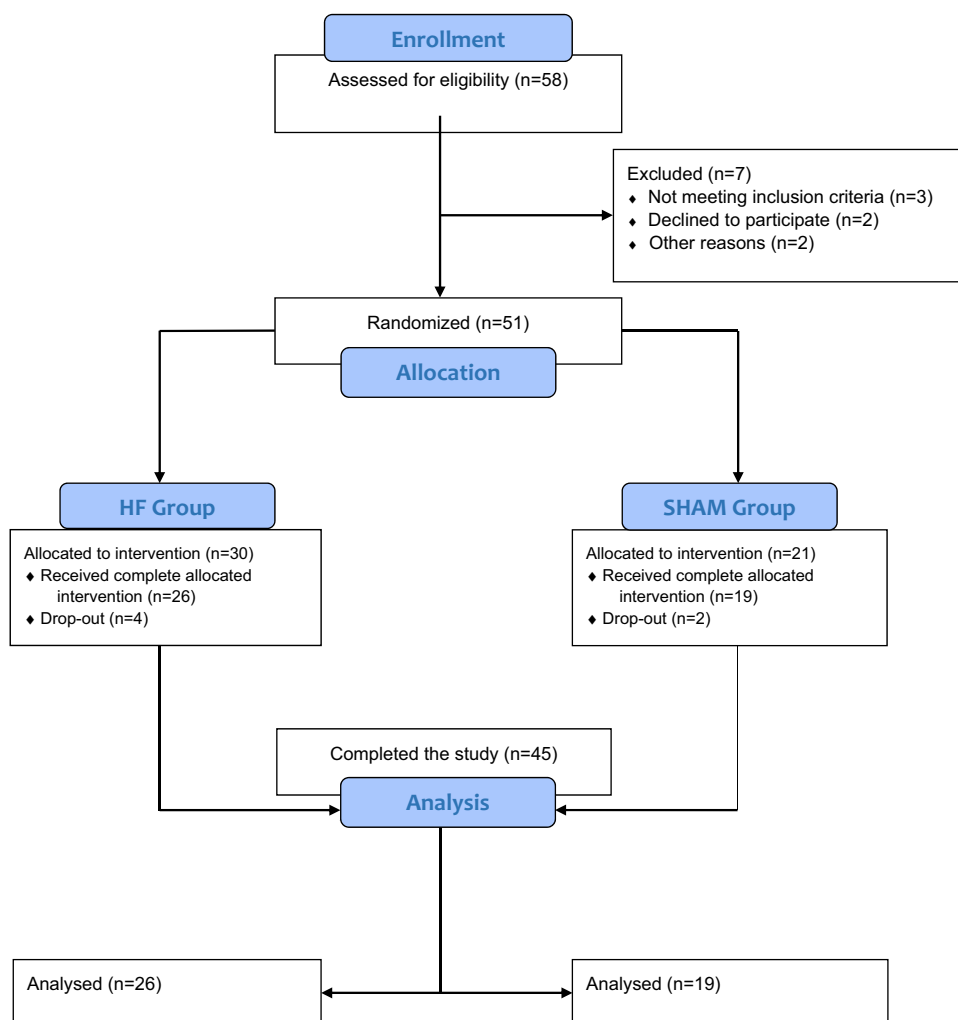 Enrollment
Assessed for eligibility (n=58)
Excluded (n=7)
♦ Not meeting inclusion criteria (n=3)
♦ Declined to participate (n=2)
♦ Other reasons (n=2)
Randomized (n=51)
Allocation
HF Group
Allocated to intervention (n=30)
♦ Received complete allocated
intervention (n=26)
♦ Drop-out (n=4)
SHAM Group
Allocated to intervention (n=21)
♦ Received complete allocated
intervention (n=19)
♦ Drop-out (n=2)
Completed the study (n=45)
Analysis
Analysed (n=26)
Analysed (n=19)